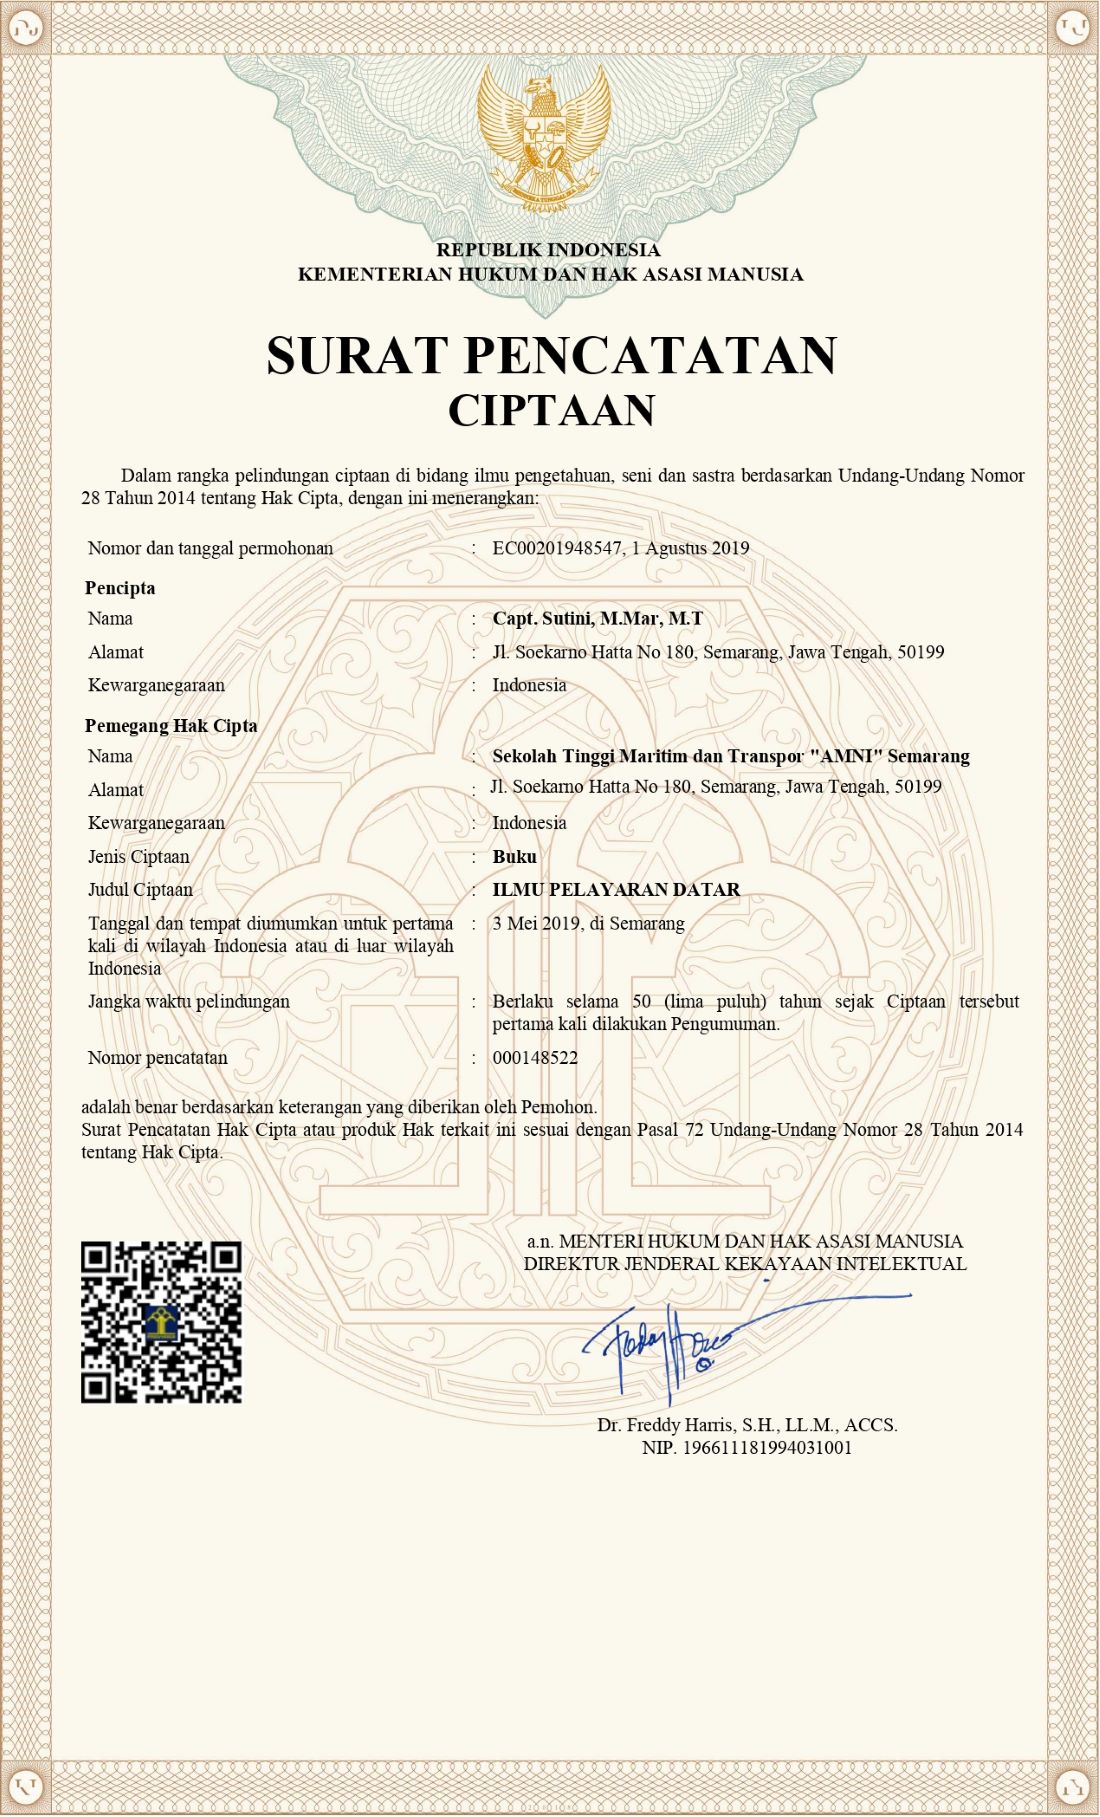 REPUBLIK INDONESIA
KEMENTERIAN HUKUM DAN HAK ASASI MANUSIA
SURAT PENCATATAN
CIPTAAN
Dalam rangka pelindungan ciptaan di bidang ilmu pengetahuan, seni dan sastra berdasarkan Undang-Undang Nomor
28 Tahun 2014 tentang Hak Cipta, dengan ini menerangkan:
Nomor dan tanggal permohonan : EC00201948547, 1 Agustus 2019
Pencipta
Nama : Capt. Sutini, M.Mar, M.T
Alamat : Jl. Soekarno Hatta No 180, Semarang, Jawa Tengah, 50199
Kewarganegaraan : Indonesia
Pemegang Hak Cipta
Nama : Sekolah Tinggi Maritim dan Transpor "AMNI" Semarang
Alamat : Jl. Soekarno Hatta No 180, Semarang, Jawa Tengah, 50199
Kewarganegaraan : Indonesia
Jenis Ciptaan : Buku
Judul Ciptaan : ILMU PELAYARAN DATAR
Tanggal dan tempat diumumkan untuk pertama : 3 Mei 2019, di Semarang
kali di wilayah Indonesia atau di luar wilayah
Indonesia
Jangka waktu pelindungan : Berlaku selama 50 (lima puluh) tahun sejak Ciptaan tersebut
pertama kali dilakukan Pengumuman.
Nomor pencatatan : 000148522
adalah benar berdasarkan keterangan yang diberikan oleh Pemohon.
Surat Pencatatan Hak Cipta atau produk Hak terkait ini sesuai dengan Pasal 72 Undang-Undang Nomor 28 Tahun 2014
tentang Hak Cipta.
a.n. MENTERI HUKUM DAN HAK ASASI MANUSIA
DIREKTUR JENDERAL KEKAYAAN INTELEKTUAL
Dr. Freddy Harris, S.H., LL.M., ACCS.
NIP. 196611181994031001